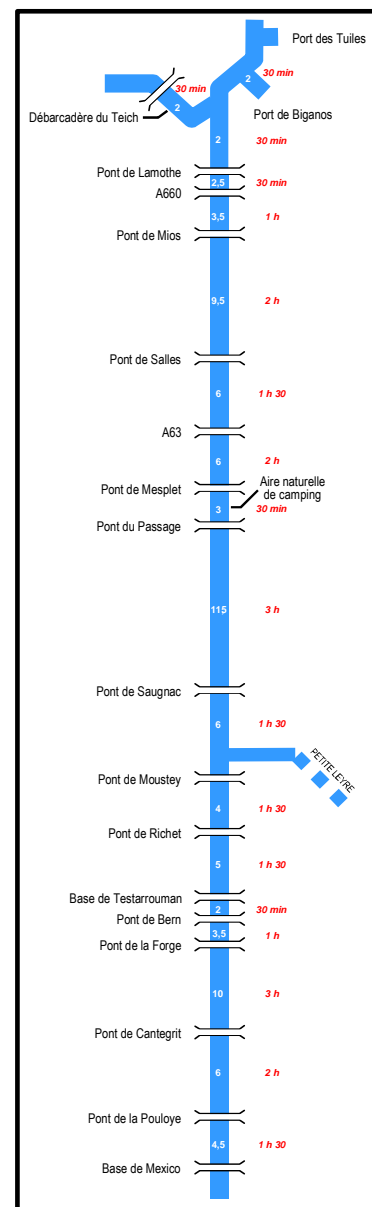 Port des Tuiles
30 min
2
30 min
2
Débarcadère du Teich
Port de Biganos
2
30 min
Pont de Lamothe
2,5
30 min
A660
3,5
1 h
Pont de Mios
9,5
2 h
Pont de Salles
6
1 h 30
A63
6
2 h
Pont de Mesplet
Aire naturelle
de camping
3
30 min
Pont du Passage
115
3 h
Pont de Saugnac
6
1 h 30
PETITE LEYRE
Pont de Moustey
4
1 h 30
Pont de Richet
5
1 h 30
Base de Testarrouman
2
30 min
Pont de Bern
3,5
1 h
Pont de la Forge
10
3 h
Pont de Cantegrit
6
2 h
Pont de la Pouloye
4,5
1 h 30
Base de Mexico